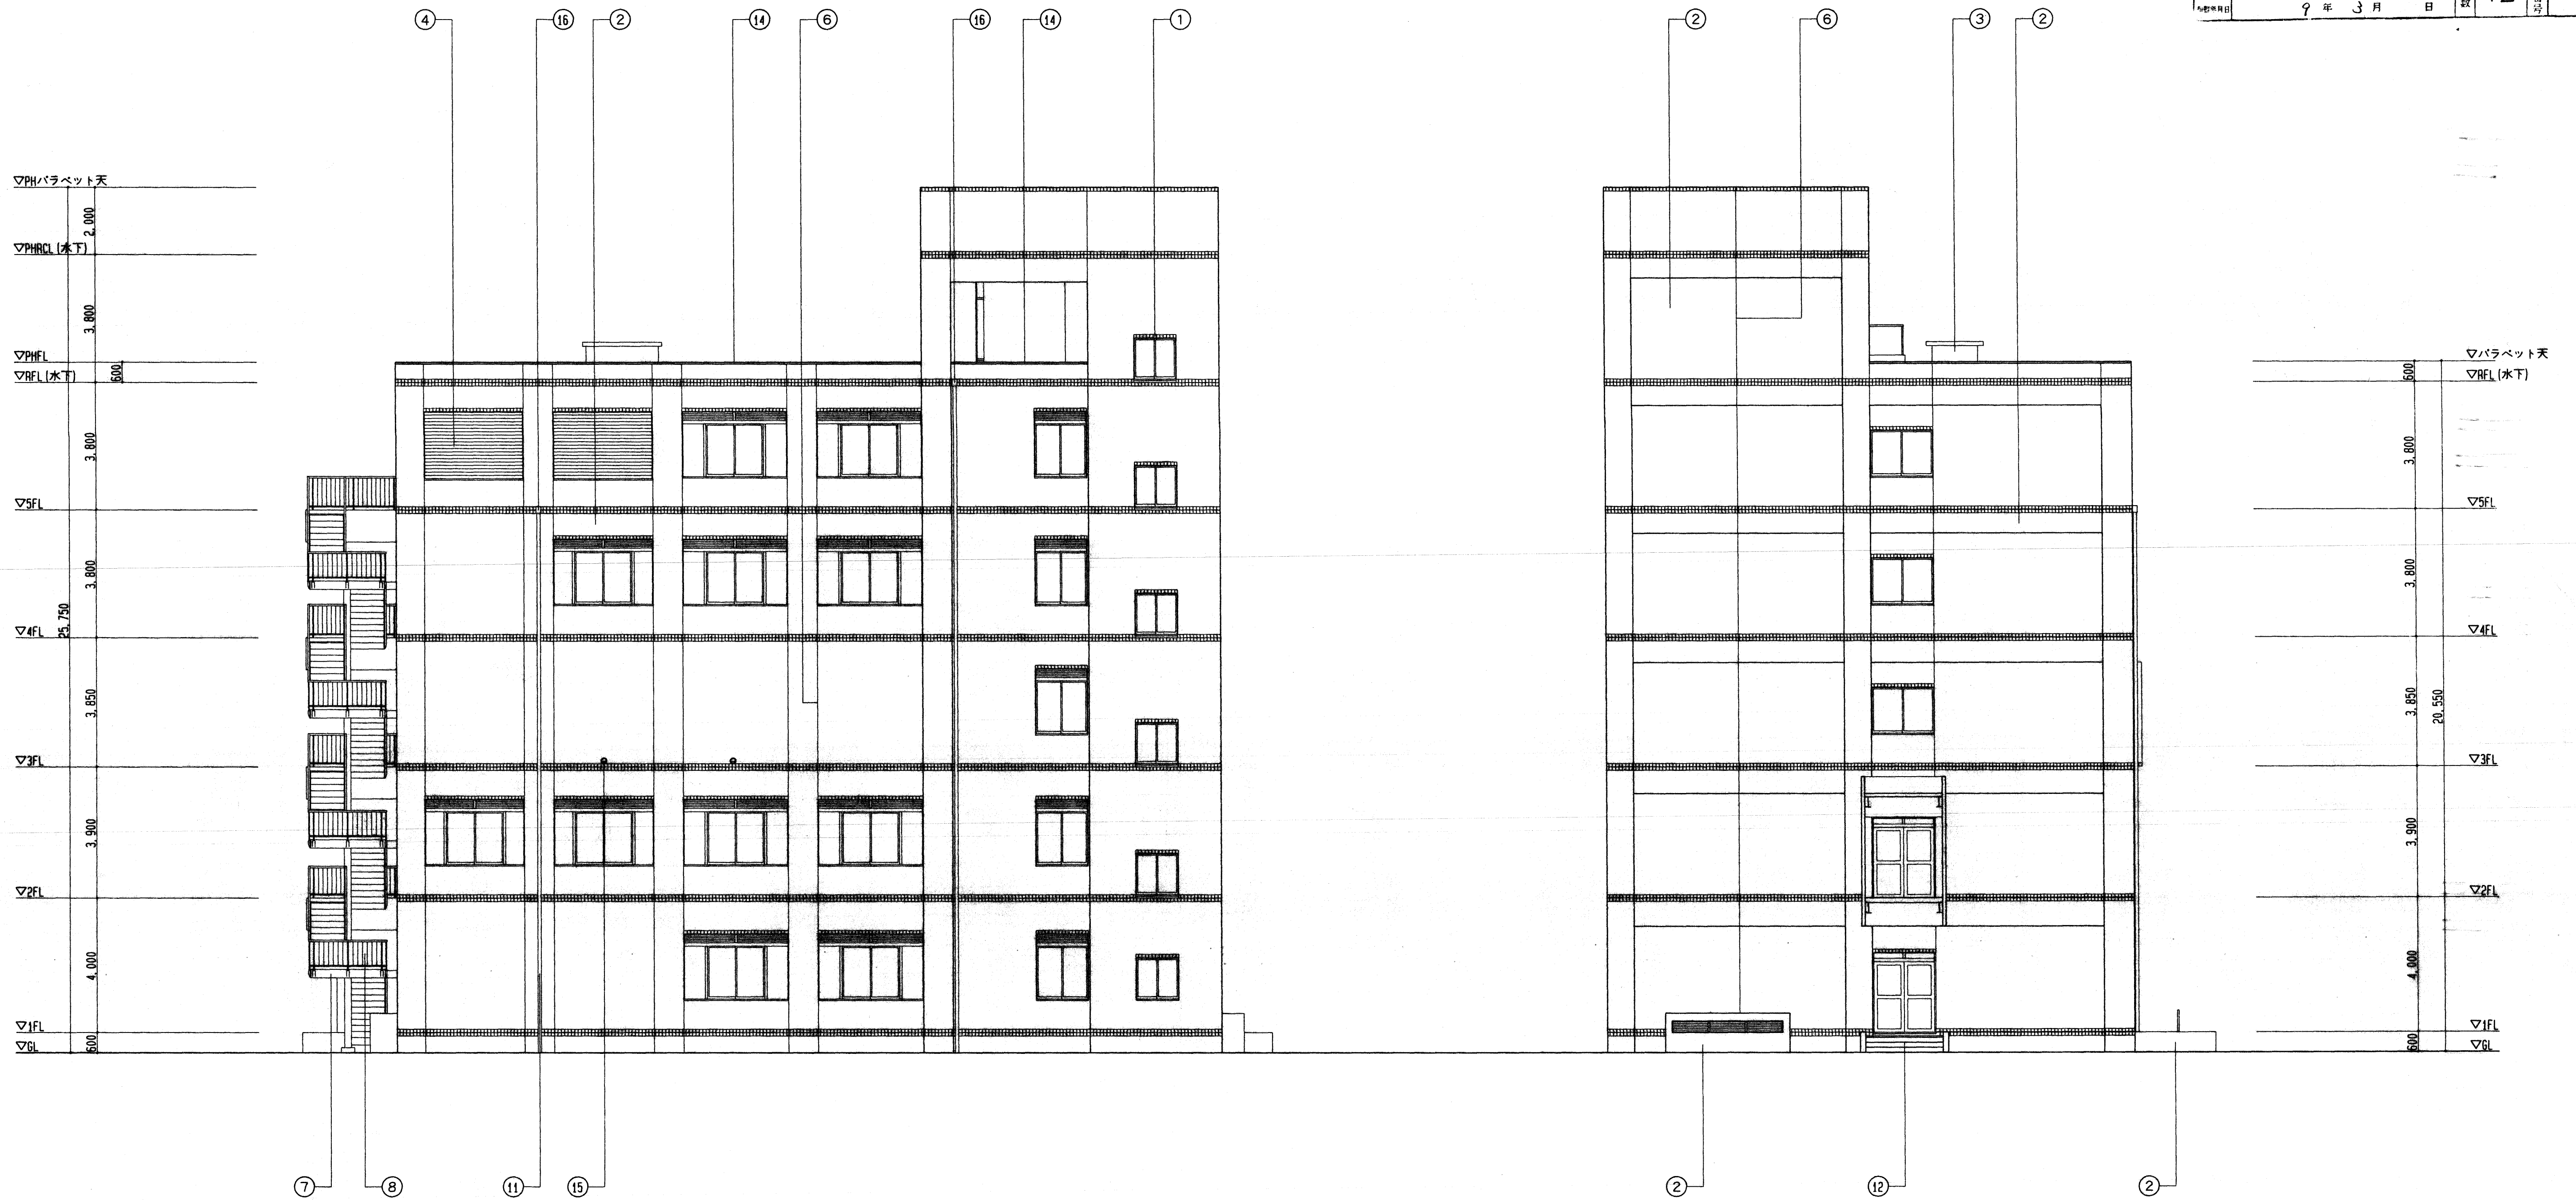 9 年 3 月 日 数
④ ⑯ ② ⑭ ⑥ ⑯ ⑭ ① ② ⑥ ③ ②
▽PHパラペット天
2,000
▽PHRCL(水下)
3,800
▽PHFL
▽RFL(水下)
600
3,800
▽5FL
3,800
25,750
▽4FL
3,850
▽3FL
3,900
▽2FL
4,000
▽1FL
600
▽GL
▽パラペット天
600
▽RFL(水下)
3,800
▽5FL
3,800
▽4FL
3,850
20,550
▽3FL
3,900
▽2FL
4,000
▽1FL
600
▽GL
⑦ ⑧ ⑪ ⑮ ② ⑫ ②